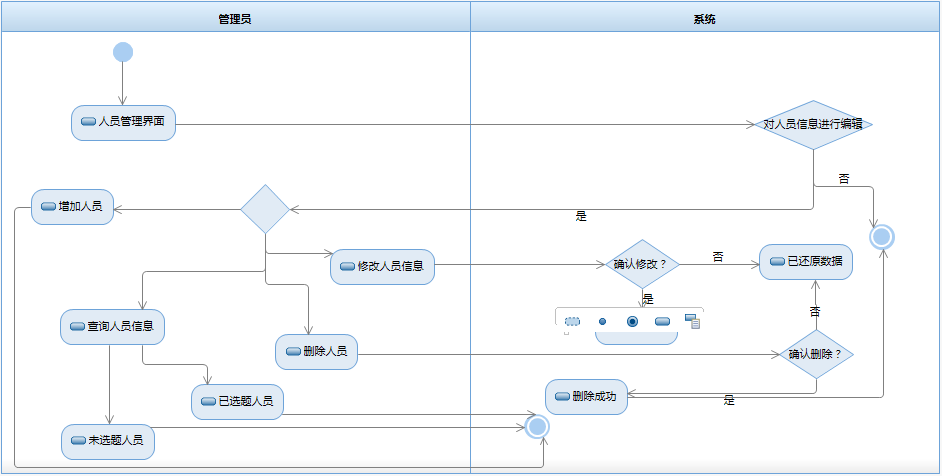 管理员
系统
人员管理界面
对人员信息进行编辑
否
增加人员
是
修改人员信息
确认修改？
否
已还原数据
是
查询人员信息
否
删除人员
确认删除？
已选题人员
删除成功
是
未选题人员